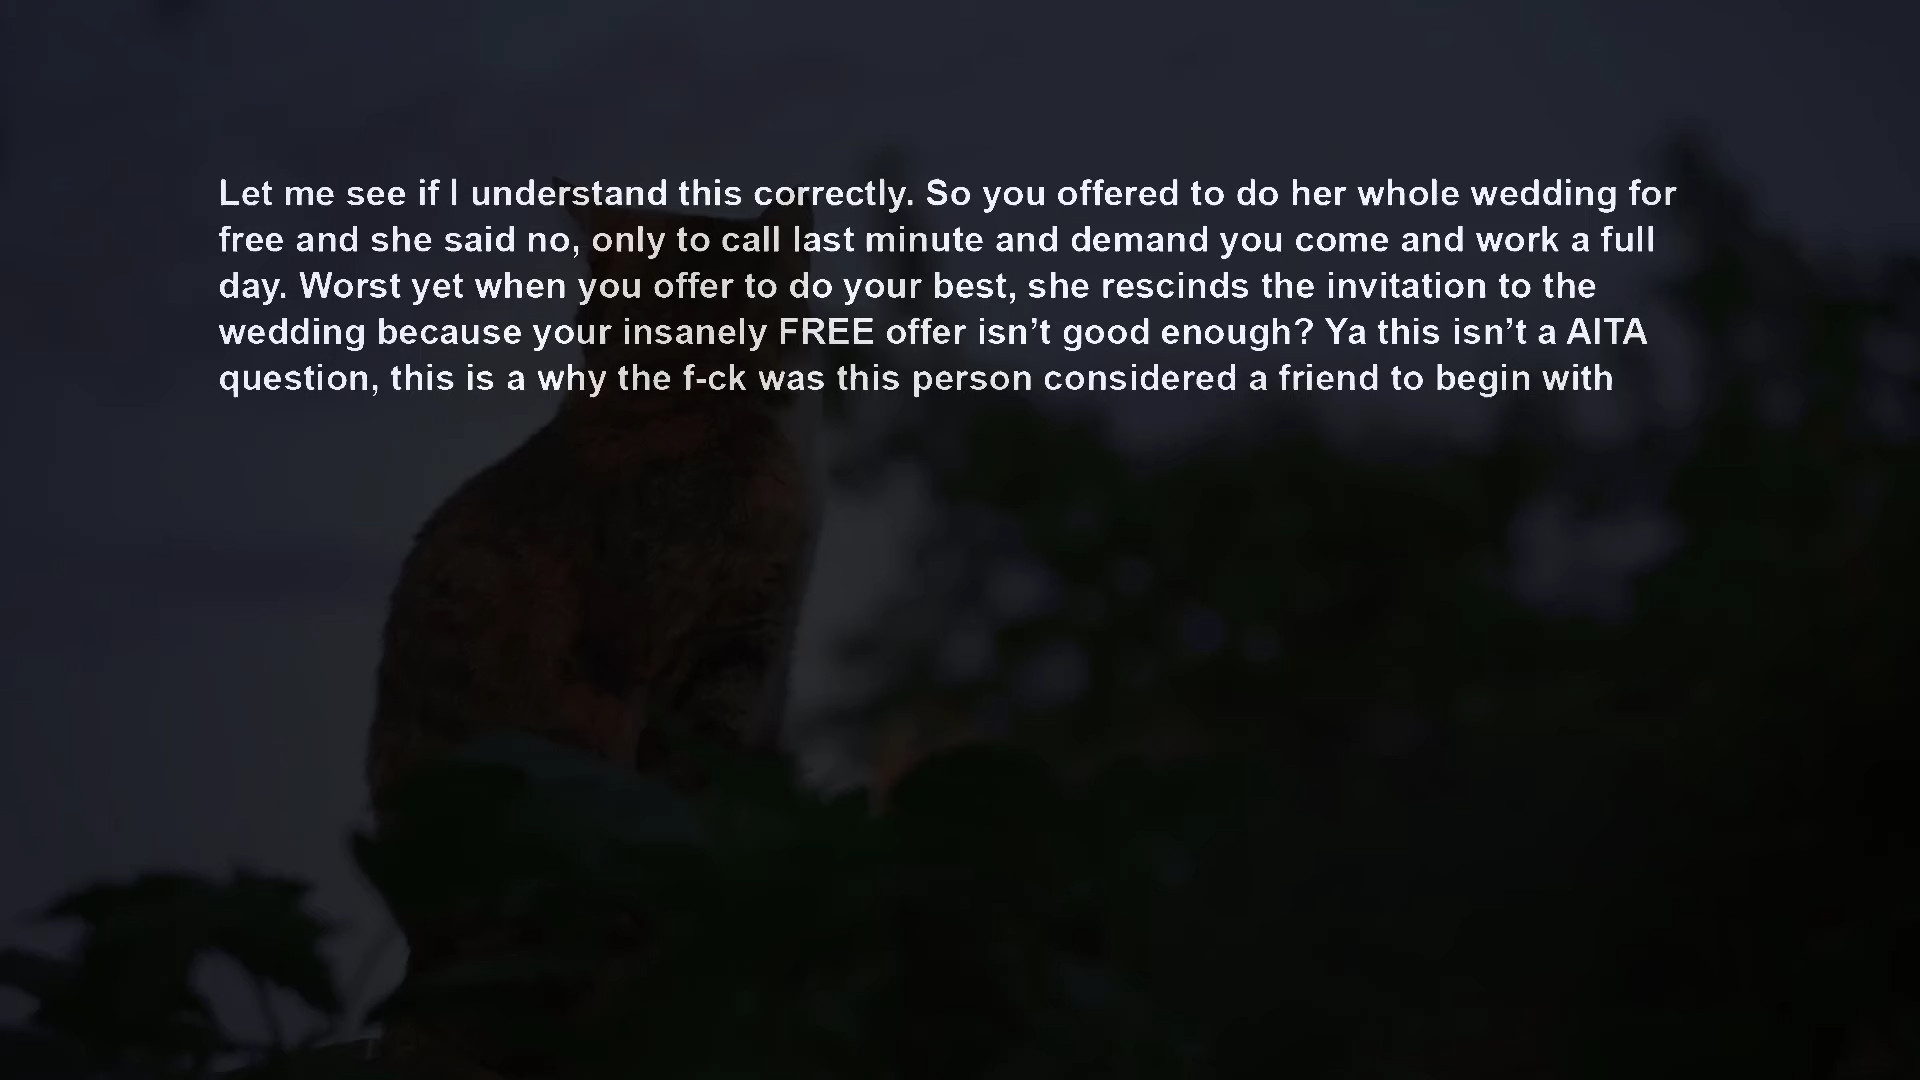 Let me see if I understand this correctly. So you offered to do her whole wedding for
free and she said no, only to call last minute and demand you come and work a full
day. Worst yet when you offer to do your best, she rescinds the invitation to the
wedding because your insanely FREE offer isn’t good enough? Ya this isn’t a AITA
question, this is a why the f-ck was this person considered a friend to begin with